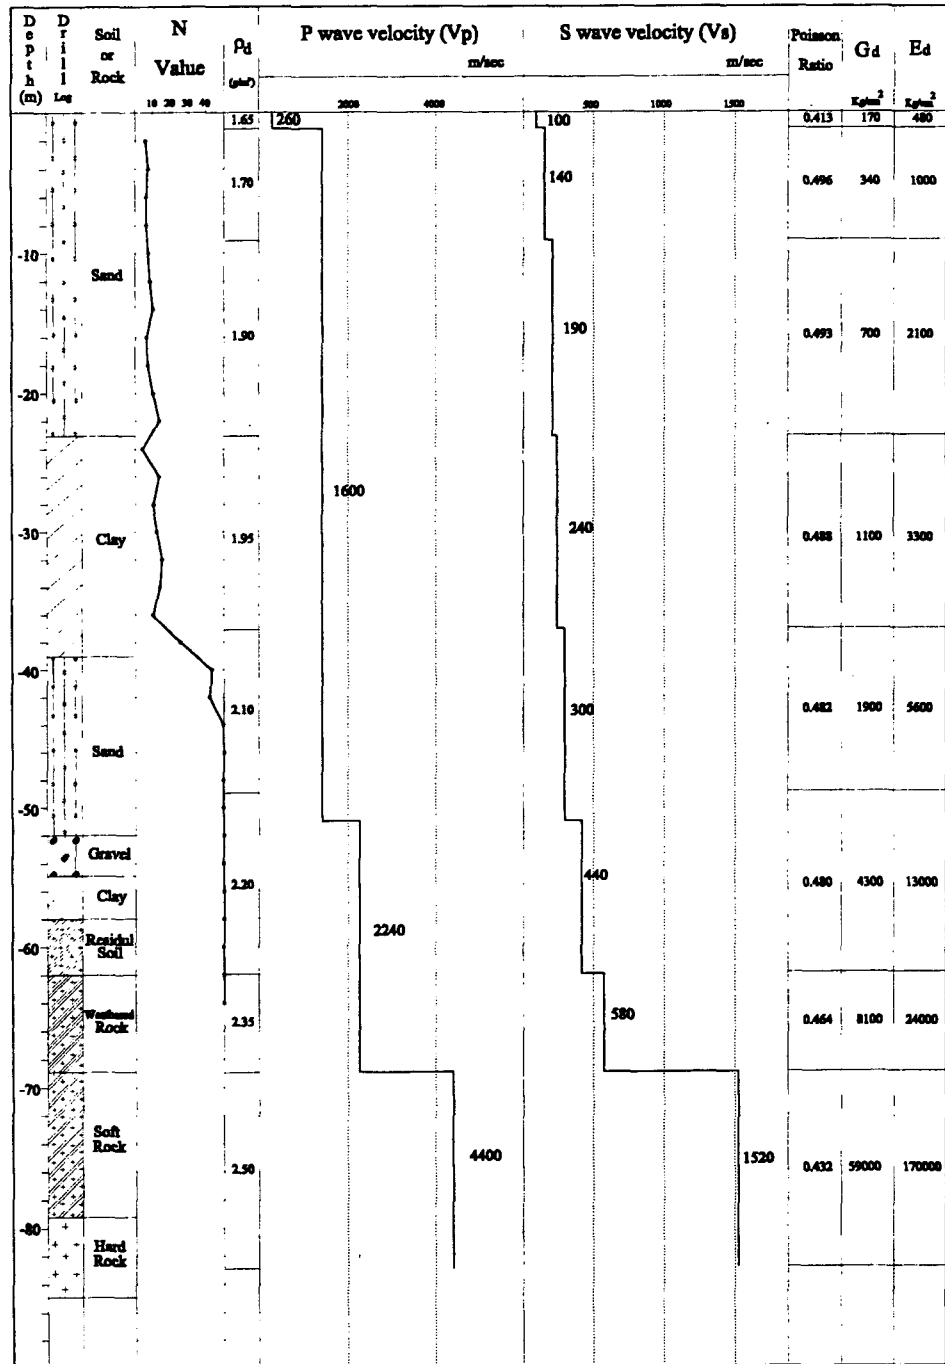 Depth (m)
Drill Log
Soil or Rock
N Value
10 20 30 40
ρd
P wave velocity (Vp)
m/sec
2000 4000
S wave velocity (Vs)
m/sec
500 1000 1500
Poisson Ratio
Gd
Kg/cm²
Ed
Kg/cm²
260
100
1.65
0.413 170 480
140
1.70
0.496 340 1000
-10
Sand
190
1.90
0.493 700 2100
-20
1600
240
-30
Clay
1.95
0.488 1100 3300
-40
300
2.10
0.482 1900 5600
Sand
-50
Gravel
440
2.20
0.480 4300 13000
Clay
2240
Residul Soil
-60
580
2.35
Weathered Rock
0.464 8100 24000
-70
Soft Rock
4400
1520
2.50
0.432 59000 170000
-80
Hard Rock